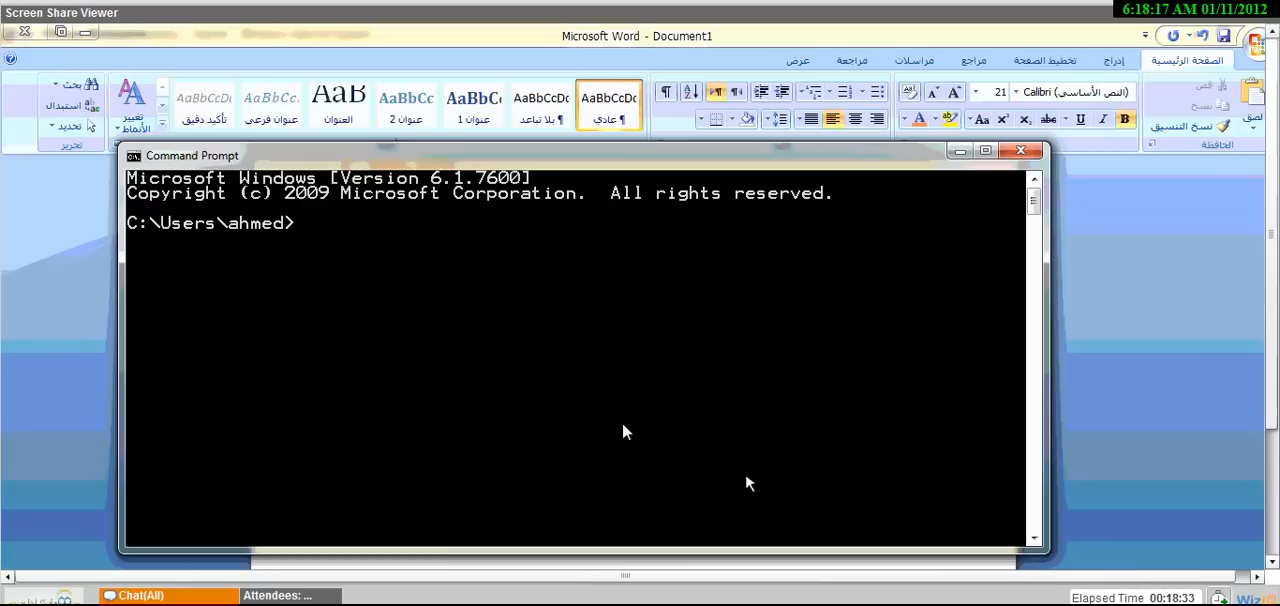 6:18:17 AM 01/11/2012
Screen Share Viewer
Microsoft Word - Document1
الصفحة الرئيسية إدراج تخطيط الصفحة مراجع مراسلات مراجعة عرض
قص
نسخ
نسخ التنسيق
لصق
الحافظة
Calibri (النص الأساسي) 21
AaBbCcDc AaBbCcDc AaBbCc AaBbCc AaB AaBbCc. AaBbCcDc
عادي ¶ بلا تباعد ¶ عنوان 1 عنوان 2 العنوان عنوان فرعي تأكيد دقيق
تغيير
الأنماط
بحث
استبدال
تحديد
تحرير
Command Prompt
Microsoft Windows [Version 6.1.7600]
Copyright (c) 2009 Microsoft Corporation. All rights reserved.
C:\Users\ahmed>
Chat(All) Attendees: ...
Elapsed Time 00:18:33
WizIQ